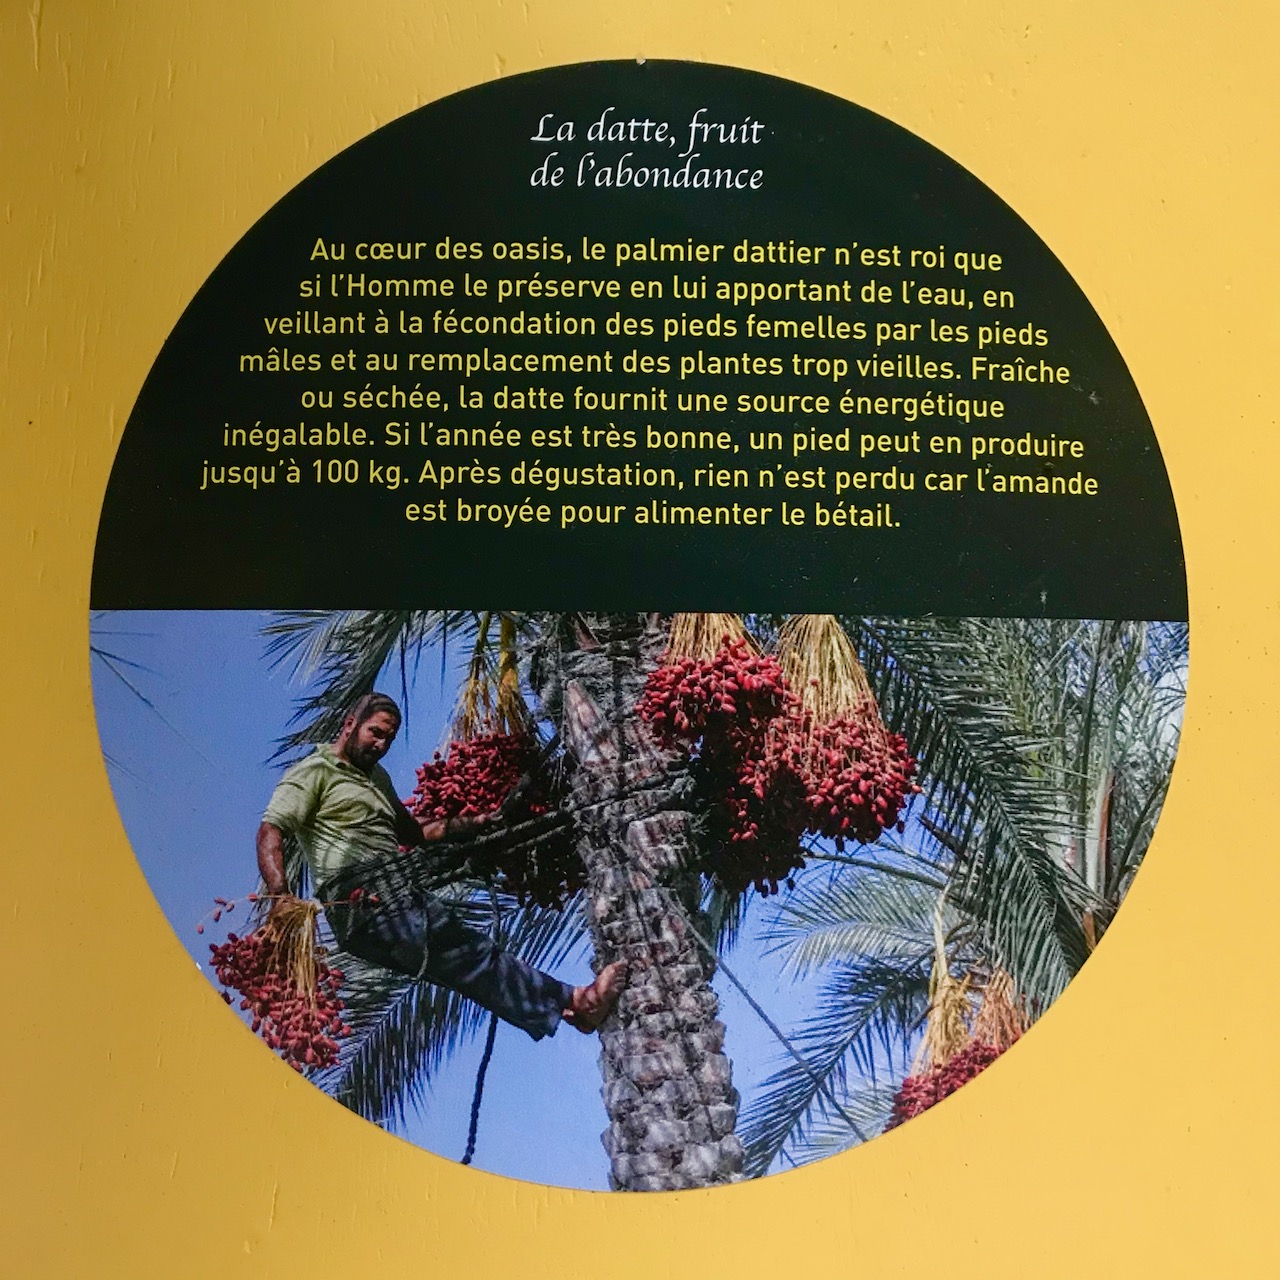 La datte, fruit
de l'abondance
Au cœur des oasis, le palmier dattier n'est roi que
si l'Homme le préserve en lui apportant de l'eau, en
veillant à la fécondation des pieds femelles par les pieds
mâles et au remplacement des plantes trop vieilles. Fraîche
ou séchée, la datte fournit une source énergétique
inégalable. Si l'année est très bonne, un pied peut en produire
jusqu'à 100 kg. Après dégustation, rien n'est perdu car l'amande
est broyée pour alimenter le bétail.